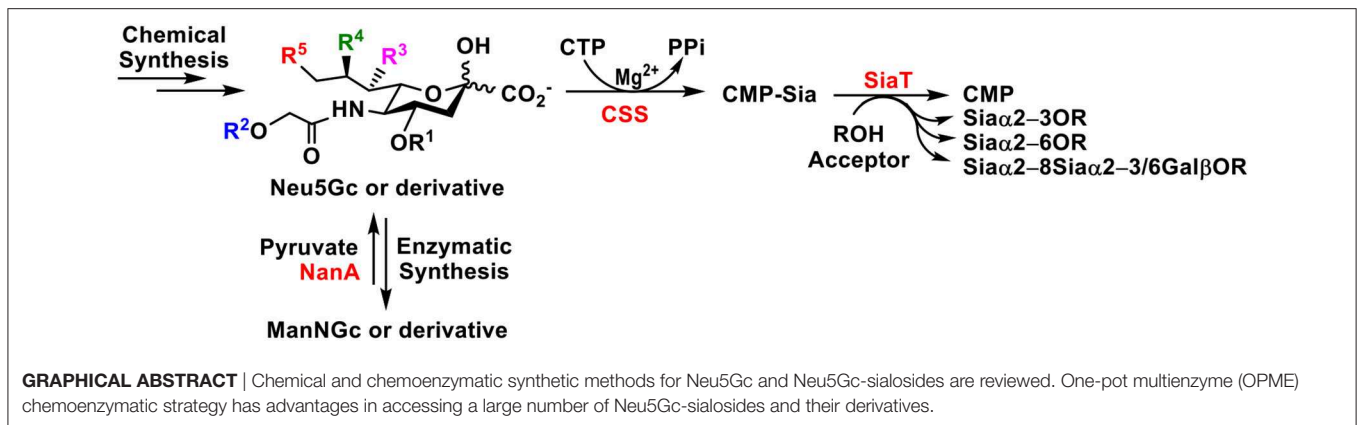 Chemical
Synthesis
R⁵
R⁴
R³
OH
O
CO₂⁻
HN
R²O
O
OR¹
Neu5Gc or derivative
Pyruvate
NanA
Enzymatic
Synthesis
ManNGc or derivative
CTP
PPi
Mg²⁺
CSS
CMP-Sia
SiaT
ROH
Acceptor
CMP
Siaα2–3OR
Siaα2–6OR
Siaα2–8Siaα2–3/6GalβOR
GRAPHICAL ABSTRACT | Chemical and chemoenzymatic synthetic methods for Neu5Gc and Neu5Gc-sialosides are reviewed. One-pot multienzyme (OPME)
chemoenzymatic strategy has advantages in accessing a large number of Neu5Gc-sialosides and their derivatives.